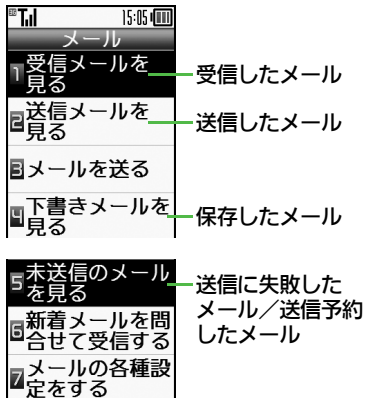 15:05
メール
1 受信メールを
見る
受信したメール
2 送信メールを
見る
送信したメール
3 メールを送る
4 下書きメールを
見る
保存したメール
5 未送信のメール
を見る
送信に失敗した
メール／送信予約
したメール
6 新着メールを問
合せて受信する
7 メールの各種設
定をする